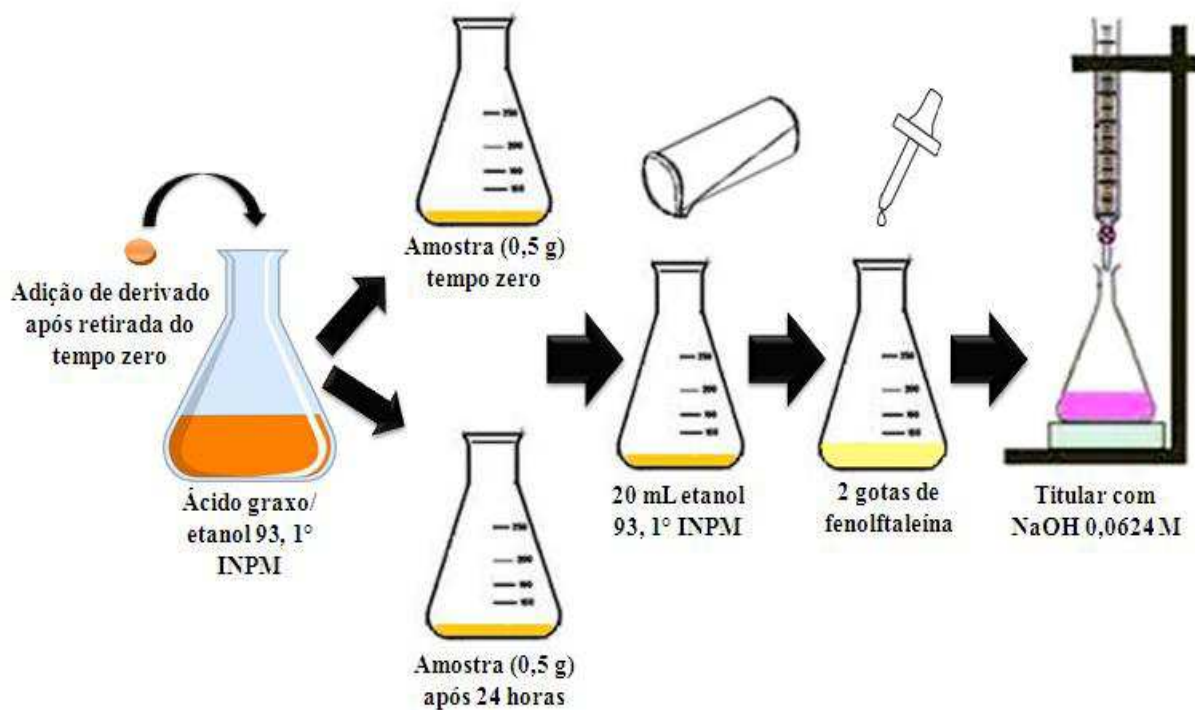 Adição de derivado
após retirada do
tempo zero
Ácido graxo/
etanol 93, 1°
INPM
Amostra (0,5 g)
tempo zero
Amostra (0,5 g)
após 24 horas
20 mL etanol
93, 1° INPM
2 gotas de
fenolftaleína
Titular com
NaOH 0,0624 M